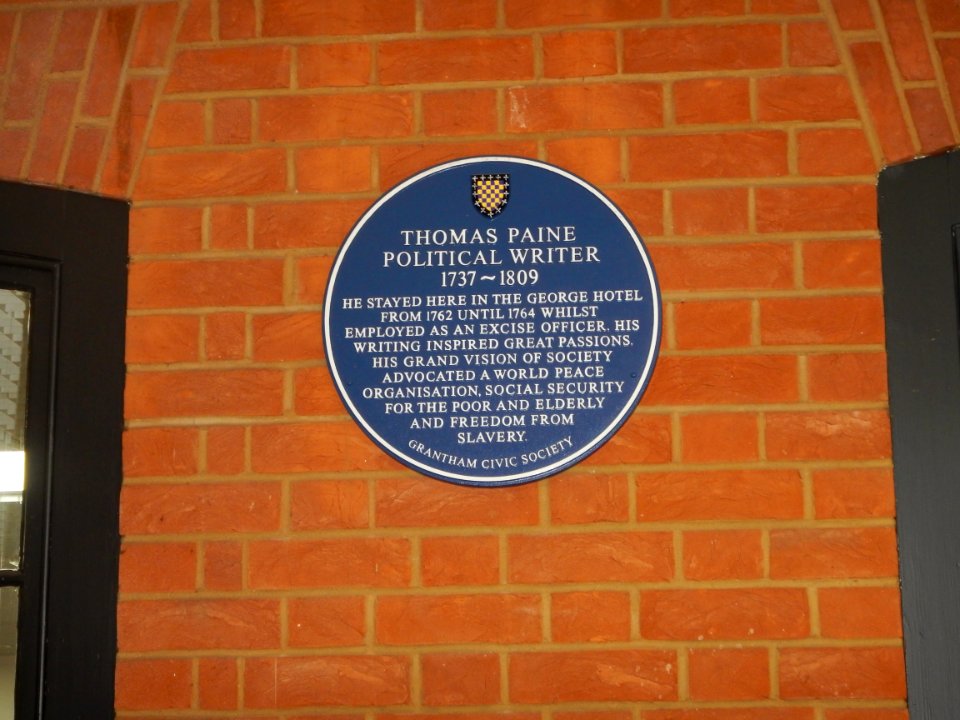 THOMAS PAINE
POLITICAL WRITER
1737~1809
HE STAYED HERE IN THE GEORGE HOTEL
FROM 1762 UNTIL 1764 WHILST
EMPLOYED AS AN EXCISE OFFICER. HIS
WRITING INSPIRED GREAT PASSIONS.
HIS GRAND VISION OF SOCIETY
ADVOCATED A WORLD PEACE
ORGANISATION, SOCIAL SECURITY
FOR THE POOR AND ELDERLY
AND FREEDOM FROM
SLAVERY.
GRANTHAM CIVIC SOCIETY